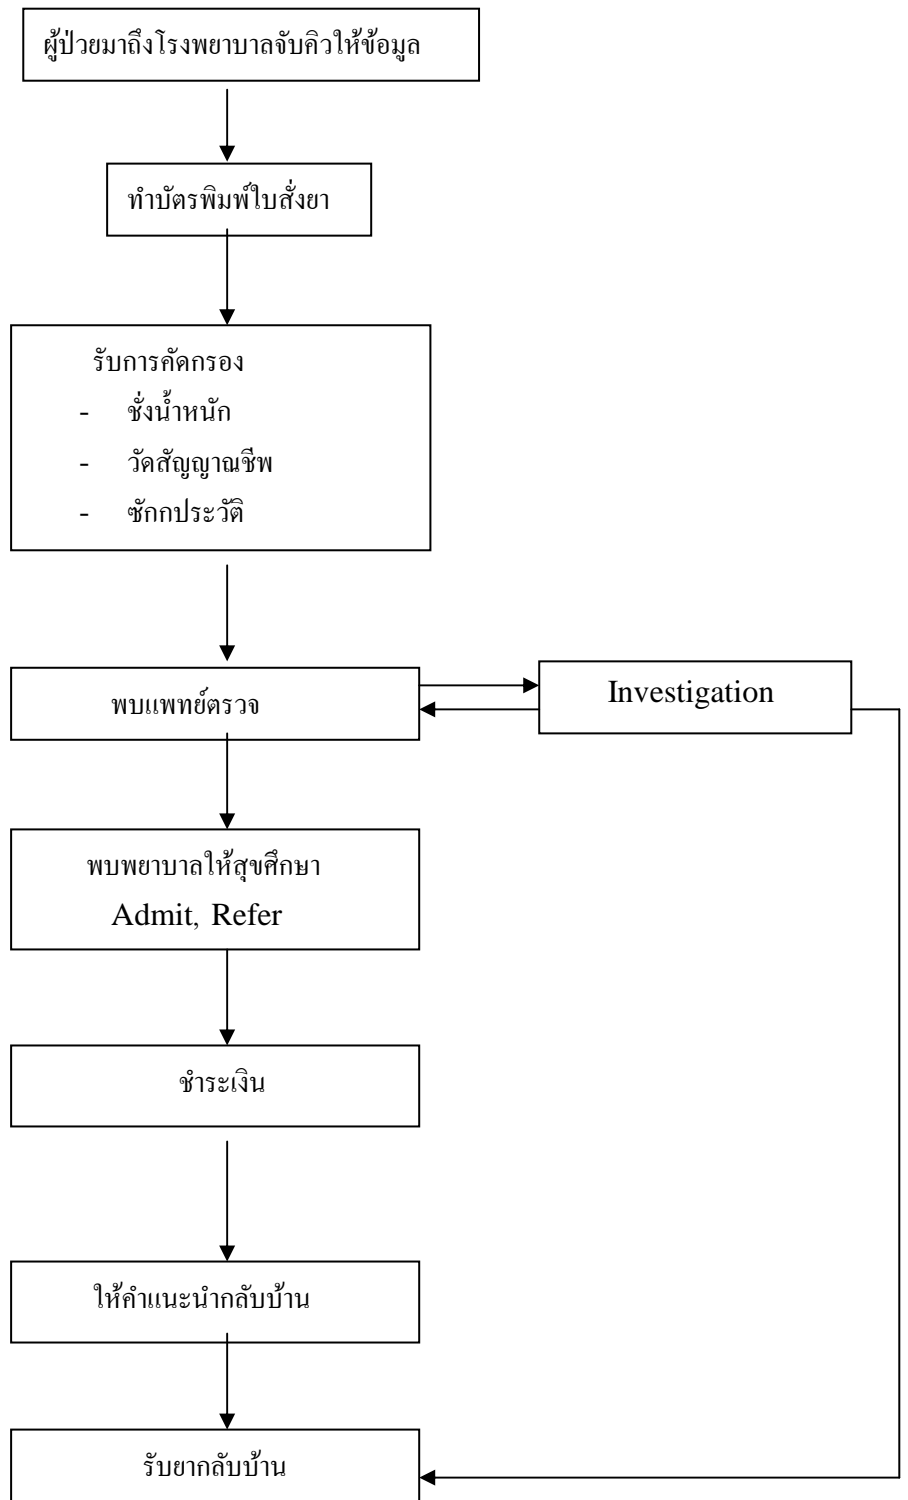 ผู้ป่วยมาถึงโรงพยาบาลจับคิวให้ข้อมูล
ทำบัตรพิมพ์ใบสั่งยา
รับการคัดกรอง
- ชั่งน้ำหนัก
- วัดสัญญาณชีพ
- ซักกประวัติ
พบแพทย์ตรวจ
Investigation
พบพยาบาลให้สุขศึกษา
Admit, Refer
ชำระเงิน
ให้คำแนะนำกลับบ้าน
รับยากลับบ้าน